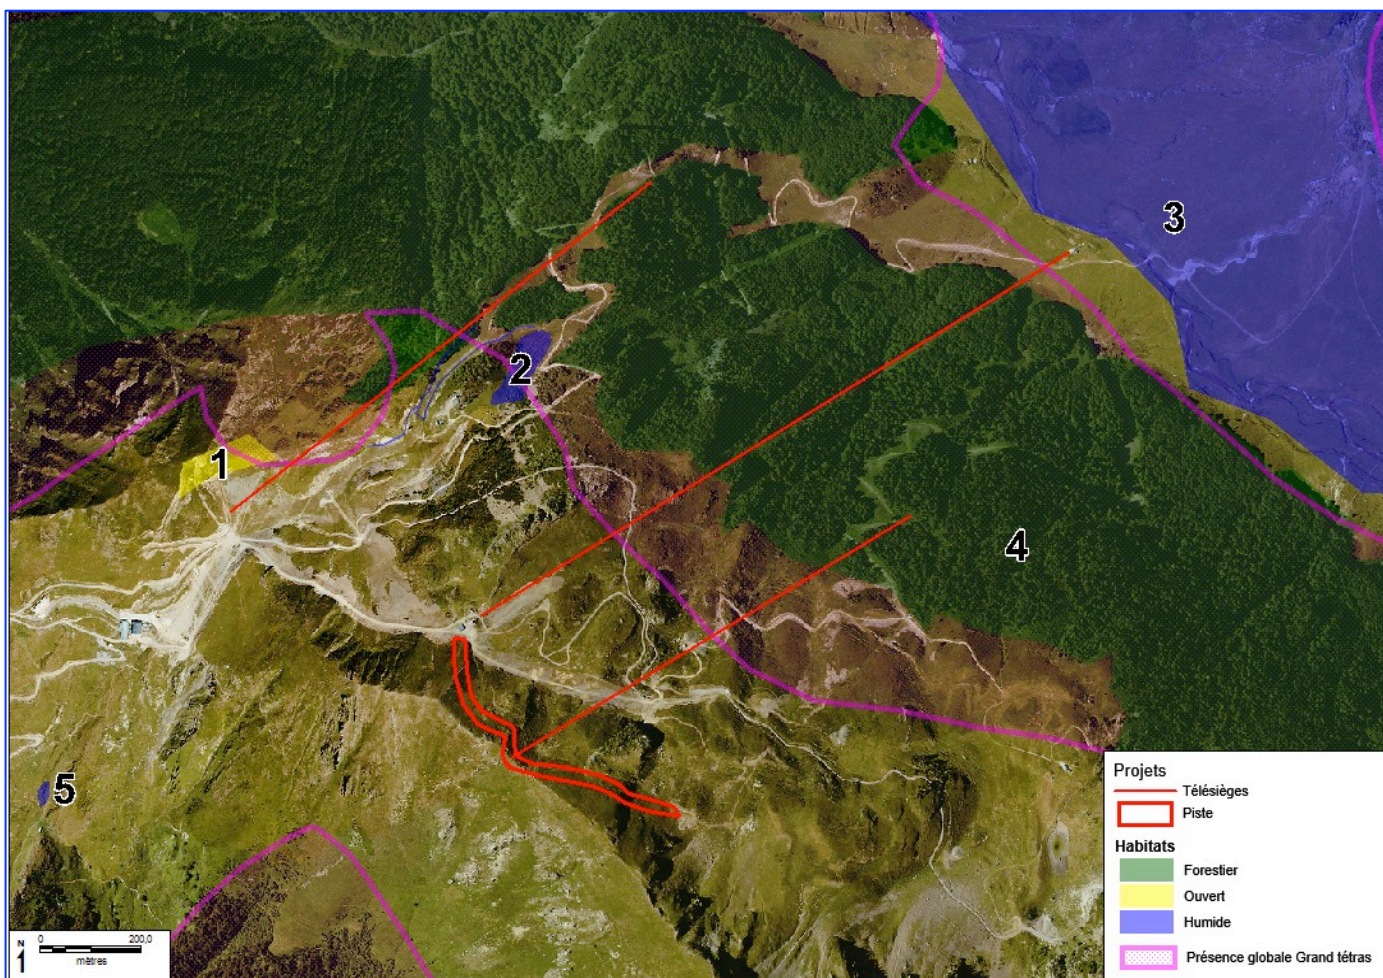 3
2
1
4
5
Projets
Télésièges
Piste
Habitats
Forestier
Ouvert
Humide
Présence globale Grand tétras
N
0 200,0
mètres